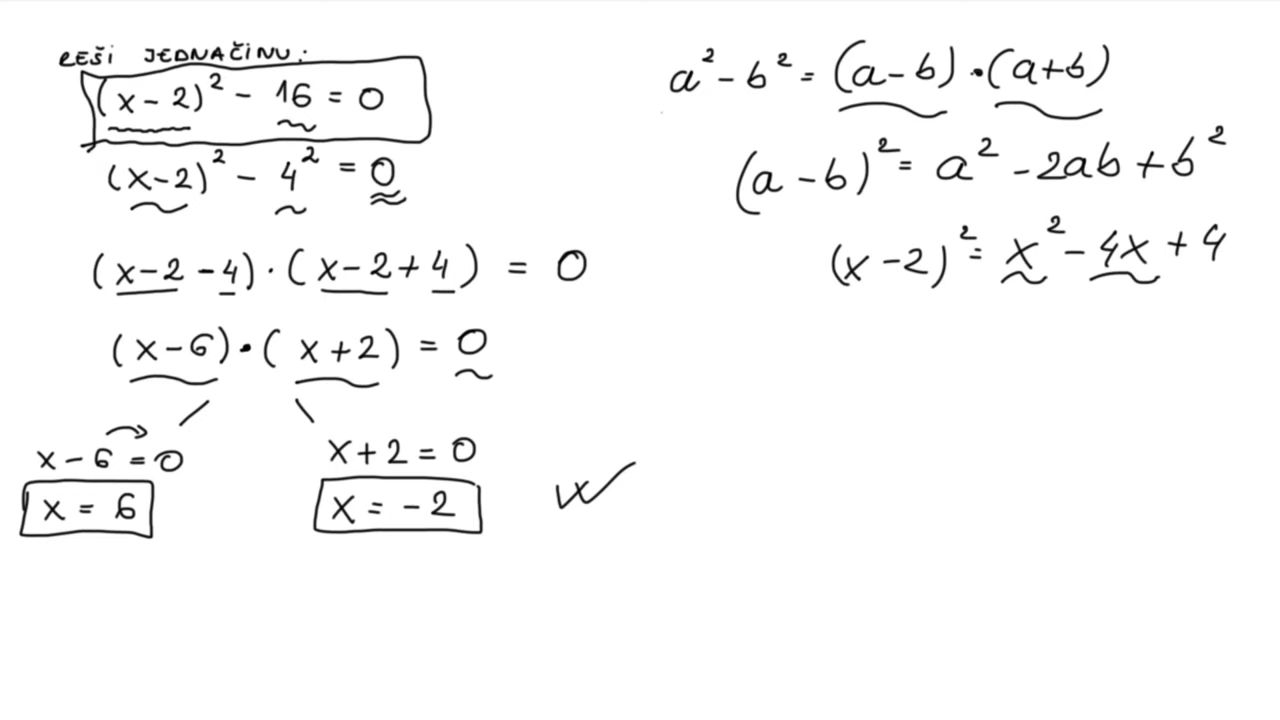 REŠI JEDNAČINU:
(x-2)² - 16 = 0
(x-2)² - 4² = 0
(x-2-4)·(x-2+4) = 0
(x-6)·(x+2) = 0
x-6=0
x = 6
x+2=0
x = -2
a²-b²=(a-b)·(a+b)
(a-b)²= a²-2ab+b²
(x-2)²= x²-4x+4